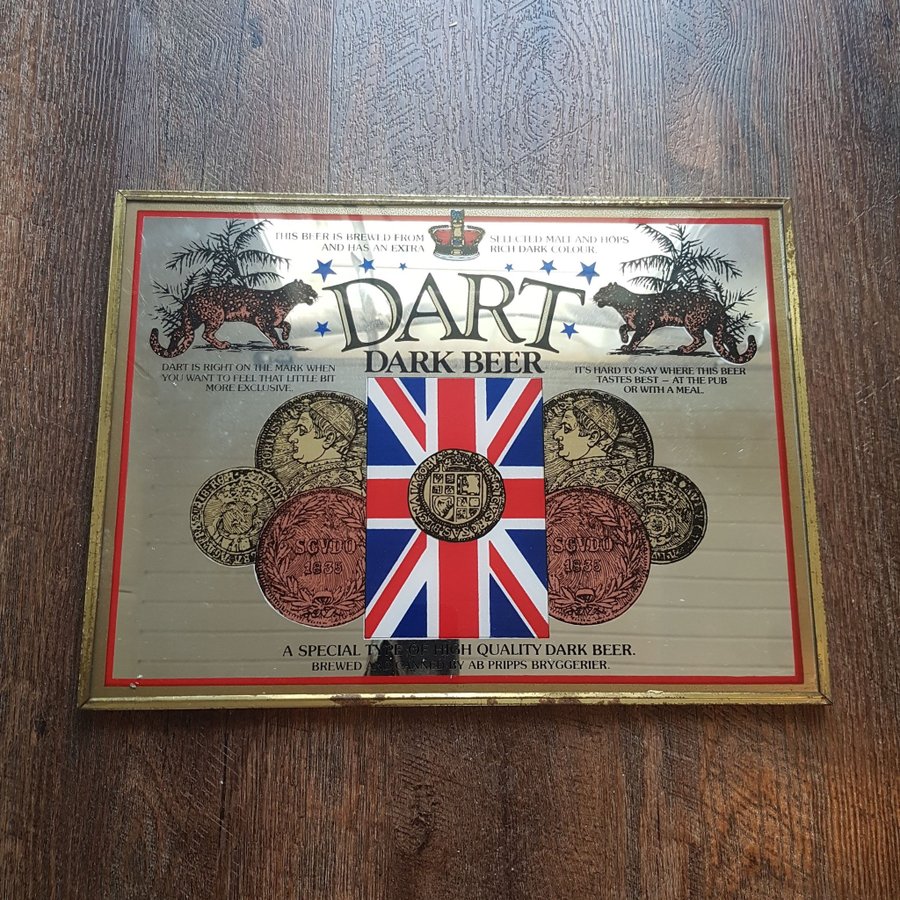 THIS BEER IS BREWED FROM
AND HAS AN EXTRA
SELECTED MALT AND HOPS
RICH DARK COLOUR.
DART
DARK BEER
DART IS RIGHT ON THE MARK WHEN
YOU WANT TO FEEL THAT LITTLE BIT
MORE EXCLUSIVE.
IT'S HARD TO SAY WHERE THIS BEER
TASTES BEST – AT THE PUB
OR WITH A MEAL.
SCVDO
1835
SCVDO
1835
A SPECIAL TYPE OF HIGH QUALITY DARK BEER.
BREWED AND CANNED BY AB PRIPPS BRYGGERIER.